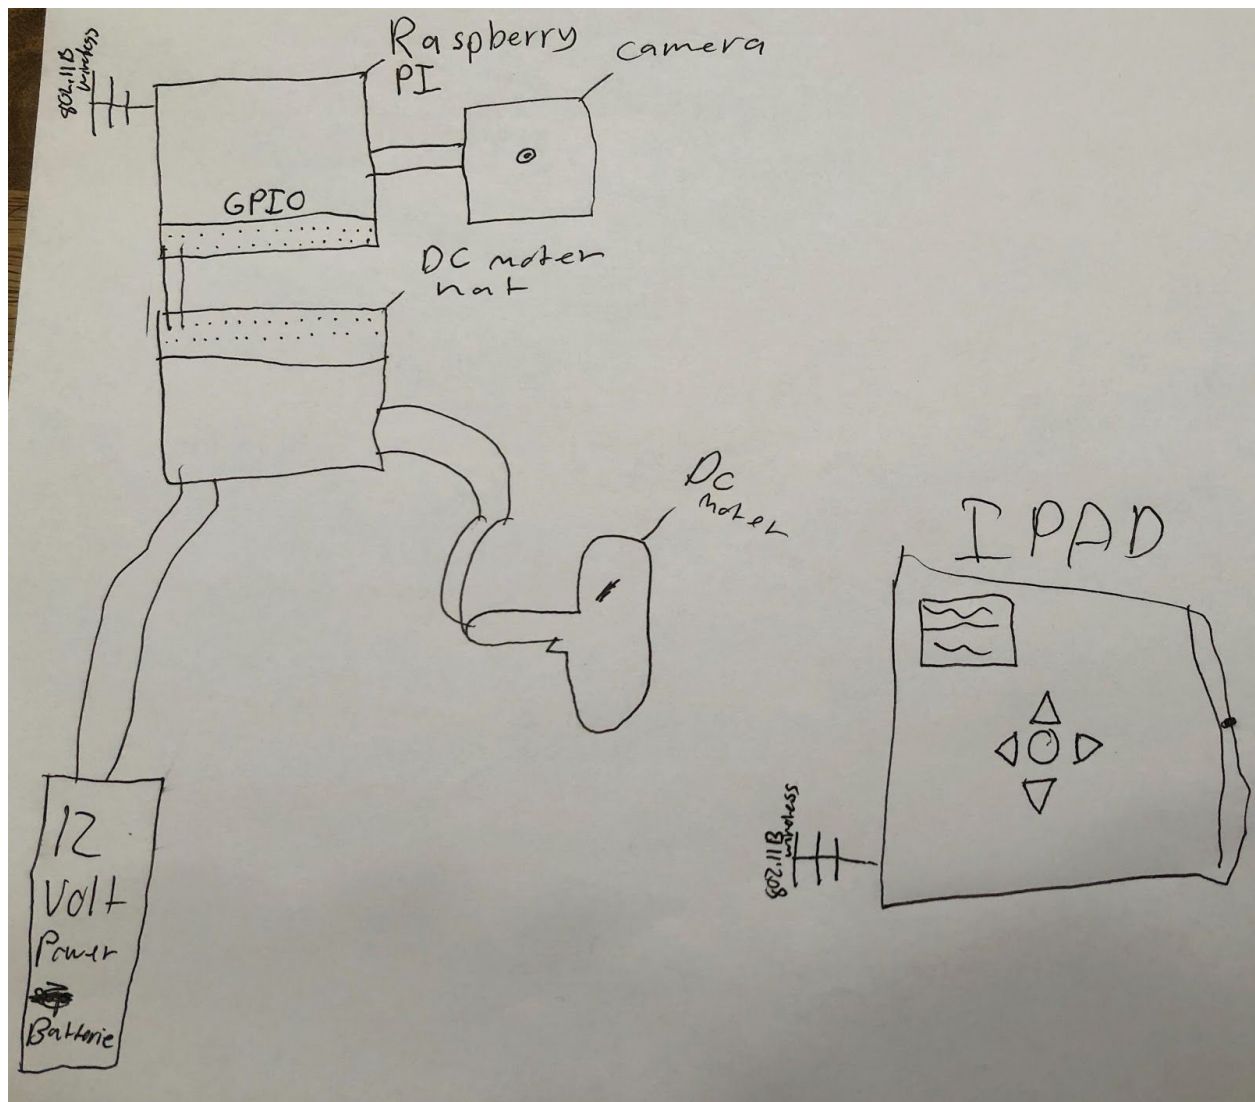 Raspberry
PI
camera
802.11B
wireless
GPIO
DC moter
hat
DC
moter
IPAD
802.11B
wireless
12
Volt
Power
Batterie